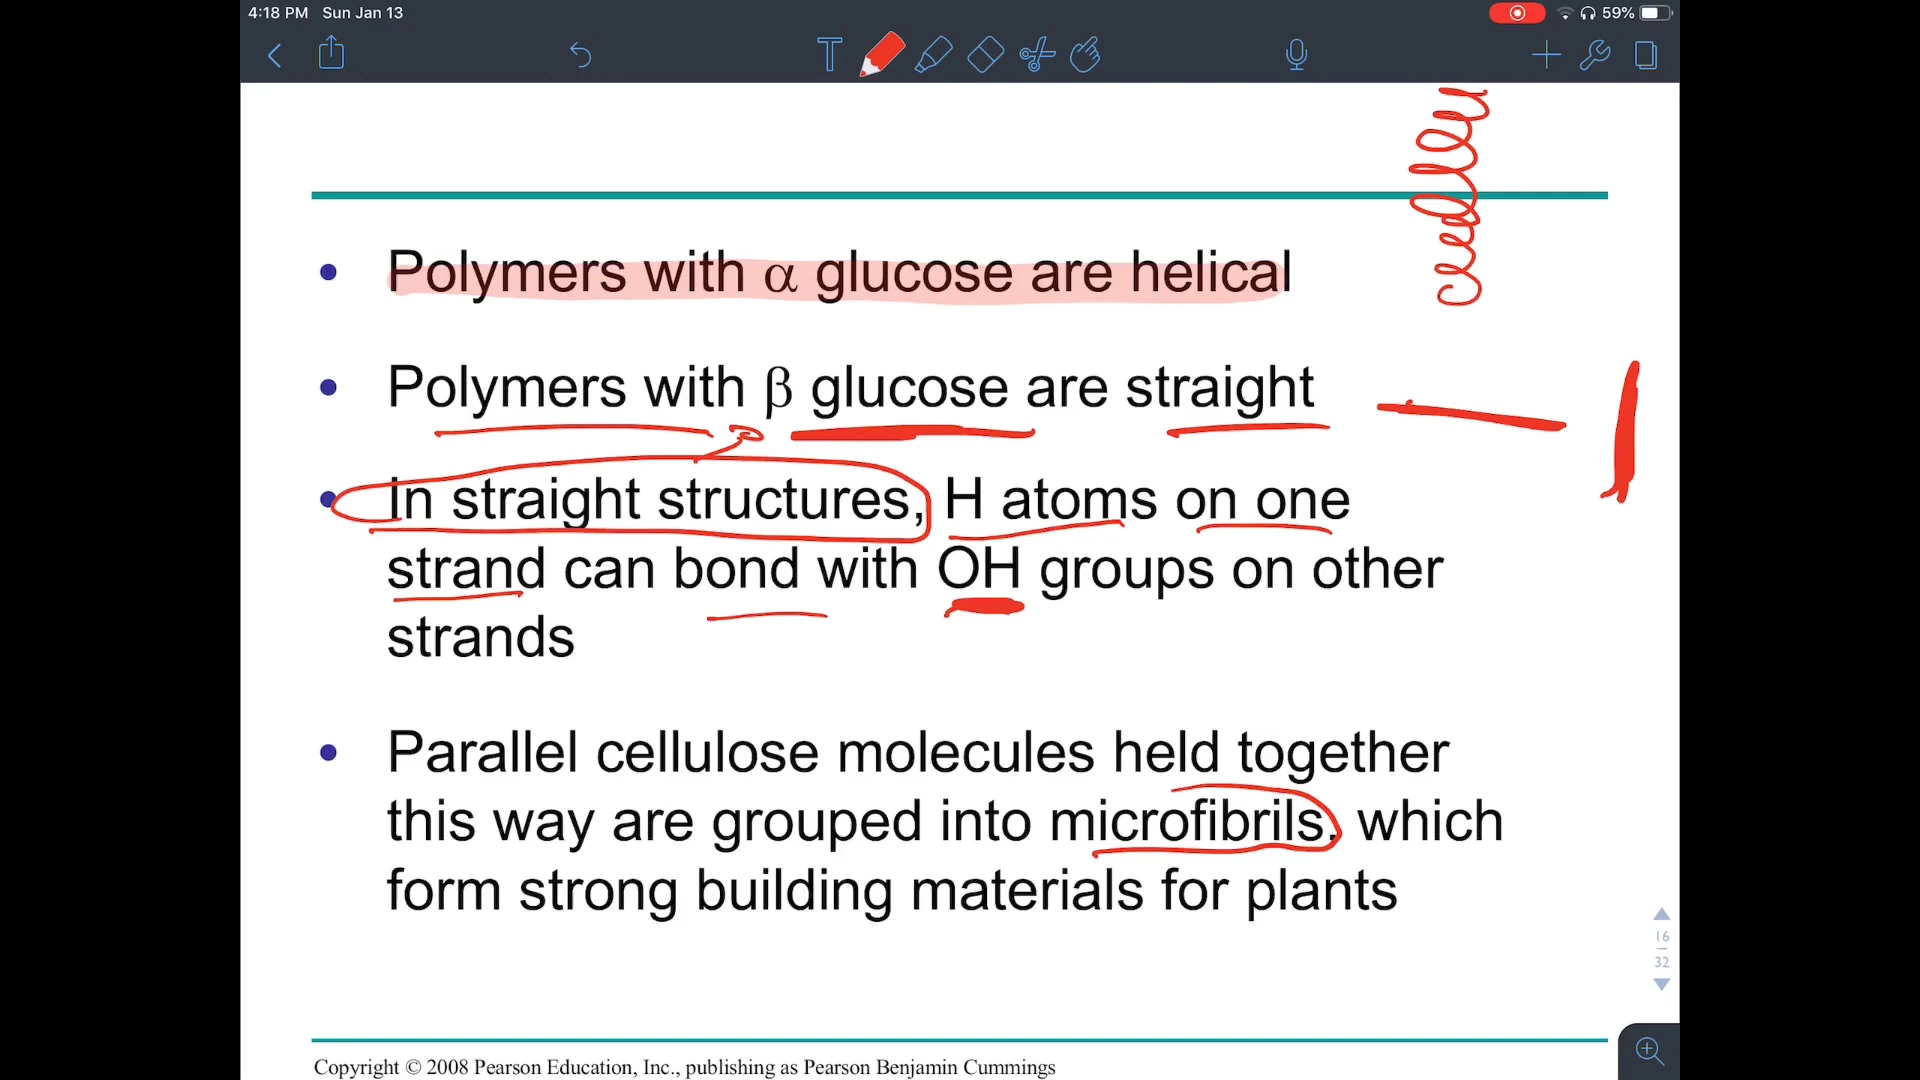 4:18 PM Sun Jan 13
59%
T
• Polymers with α glucose are helical
• Polymers with β glucose are straight
• In straight structures, H atoms on one
strand can bond with OH groups on other
strands
• Parallel cellulose molecules held together
this way are grouped into microfibrils, which
form strong building materials for plants
16
32
Copyright © 2008 Pearson Education, Inc., publishing as Pearson Benjamin Cummings